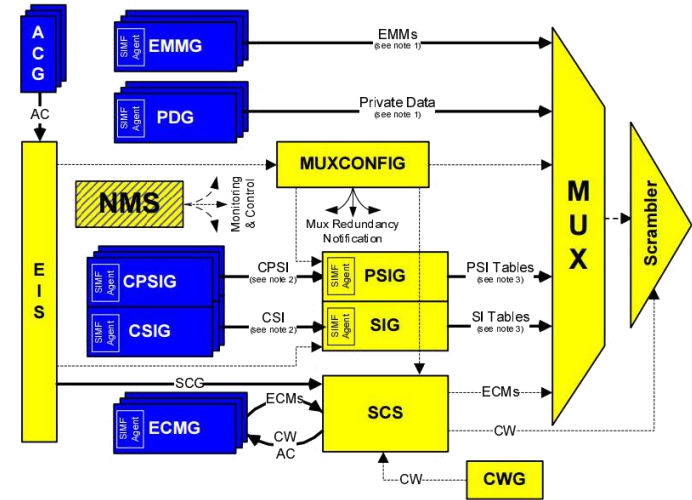 ACG
SIMF Agent
EMMG
EMMs
(see note 1)
SIMF Agent
PDG
Private Data
(see note 1)
AC
MUXCONFIG
MUX
Scrambler
NMS
Monitoring
& Control
Mux Redundancy
Notification
EIS
SIMF Agent
CPSIG
CPSI
(see note 2)
SIMF Agent
PSIG
PSI Tables
(see note 3)
SIMF Agent
CSIG
CSI
(see note 2)
SIMF Agent
SIG
SI Tables
(see note 3)
SCG
ECMs
SCS
ECMs
SIMF Agent
ECMG
CW
AC
CW
CW
CWG